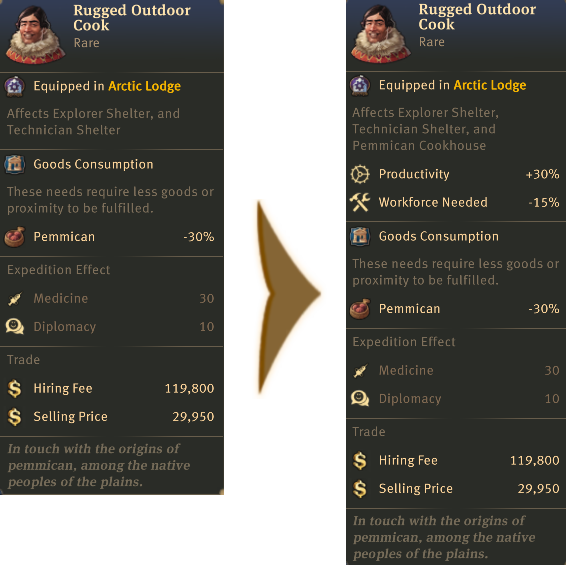 Rugged Outdoor
Cook
Rare
Equipped in Arctic Lodge
Affects Explorer Shelter, and
Technician Shelter
Goods Consumption
These needs require less goods or
proximity to be fulfilled.
Pemmican -30%
Expedition Effect
Medicine 30
Diplomacy 10
Trade
Hiring Fee 119,800
Selling Price 29,950
In touch with the origins of
pemmican, among the native
peoples of the plains.
Rugged Outdoor
Cook
Rare
Equipped in Arctic Lodge
Affects Explorer Shelter,
Technician Shelter, and
Pemmican Cookhouse
Productivity +30%
Workforce Needed -15%
Goods Consumption
These needs require less goods or
proximity to be fulfilled.
Pemmican -30%
Expedition Effect
Medicine 30
Diplomacy 10
Trade
Hiring Fee 119,800
Selling Price 29,950
In touch with the origins of
pemmican, among the native
peoples of the plains.